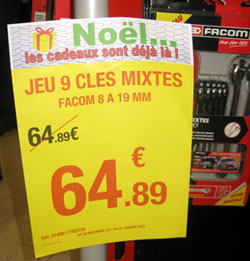 Noël...
les cadeaux sont déjà là !
JEU 9 CLES MIXTES
FACOM 8 A 19 MM
64.89€
64.89€
FACOM